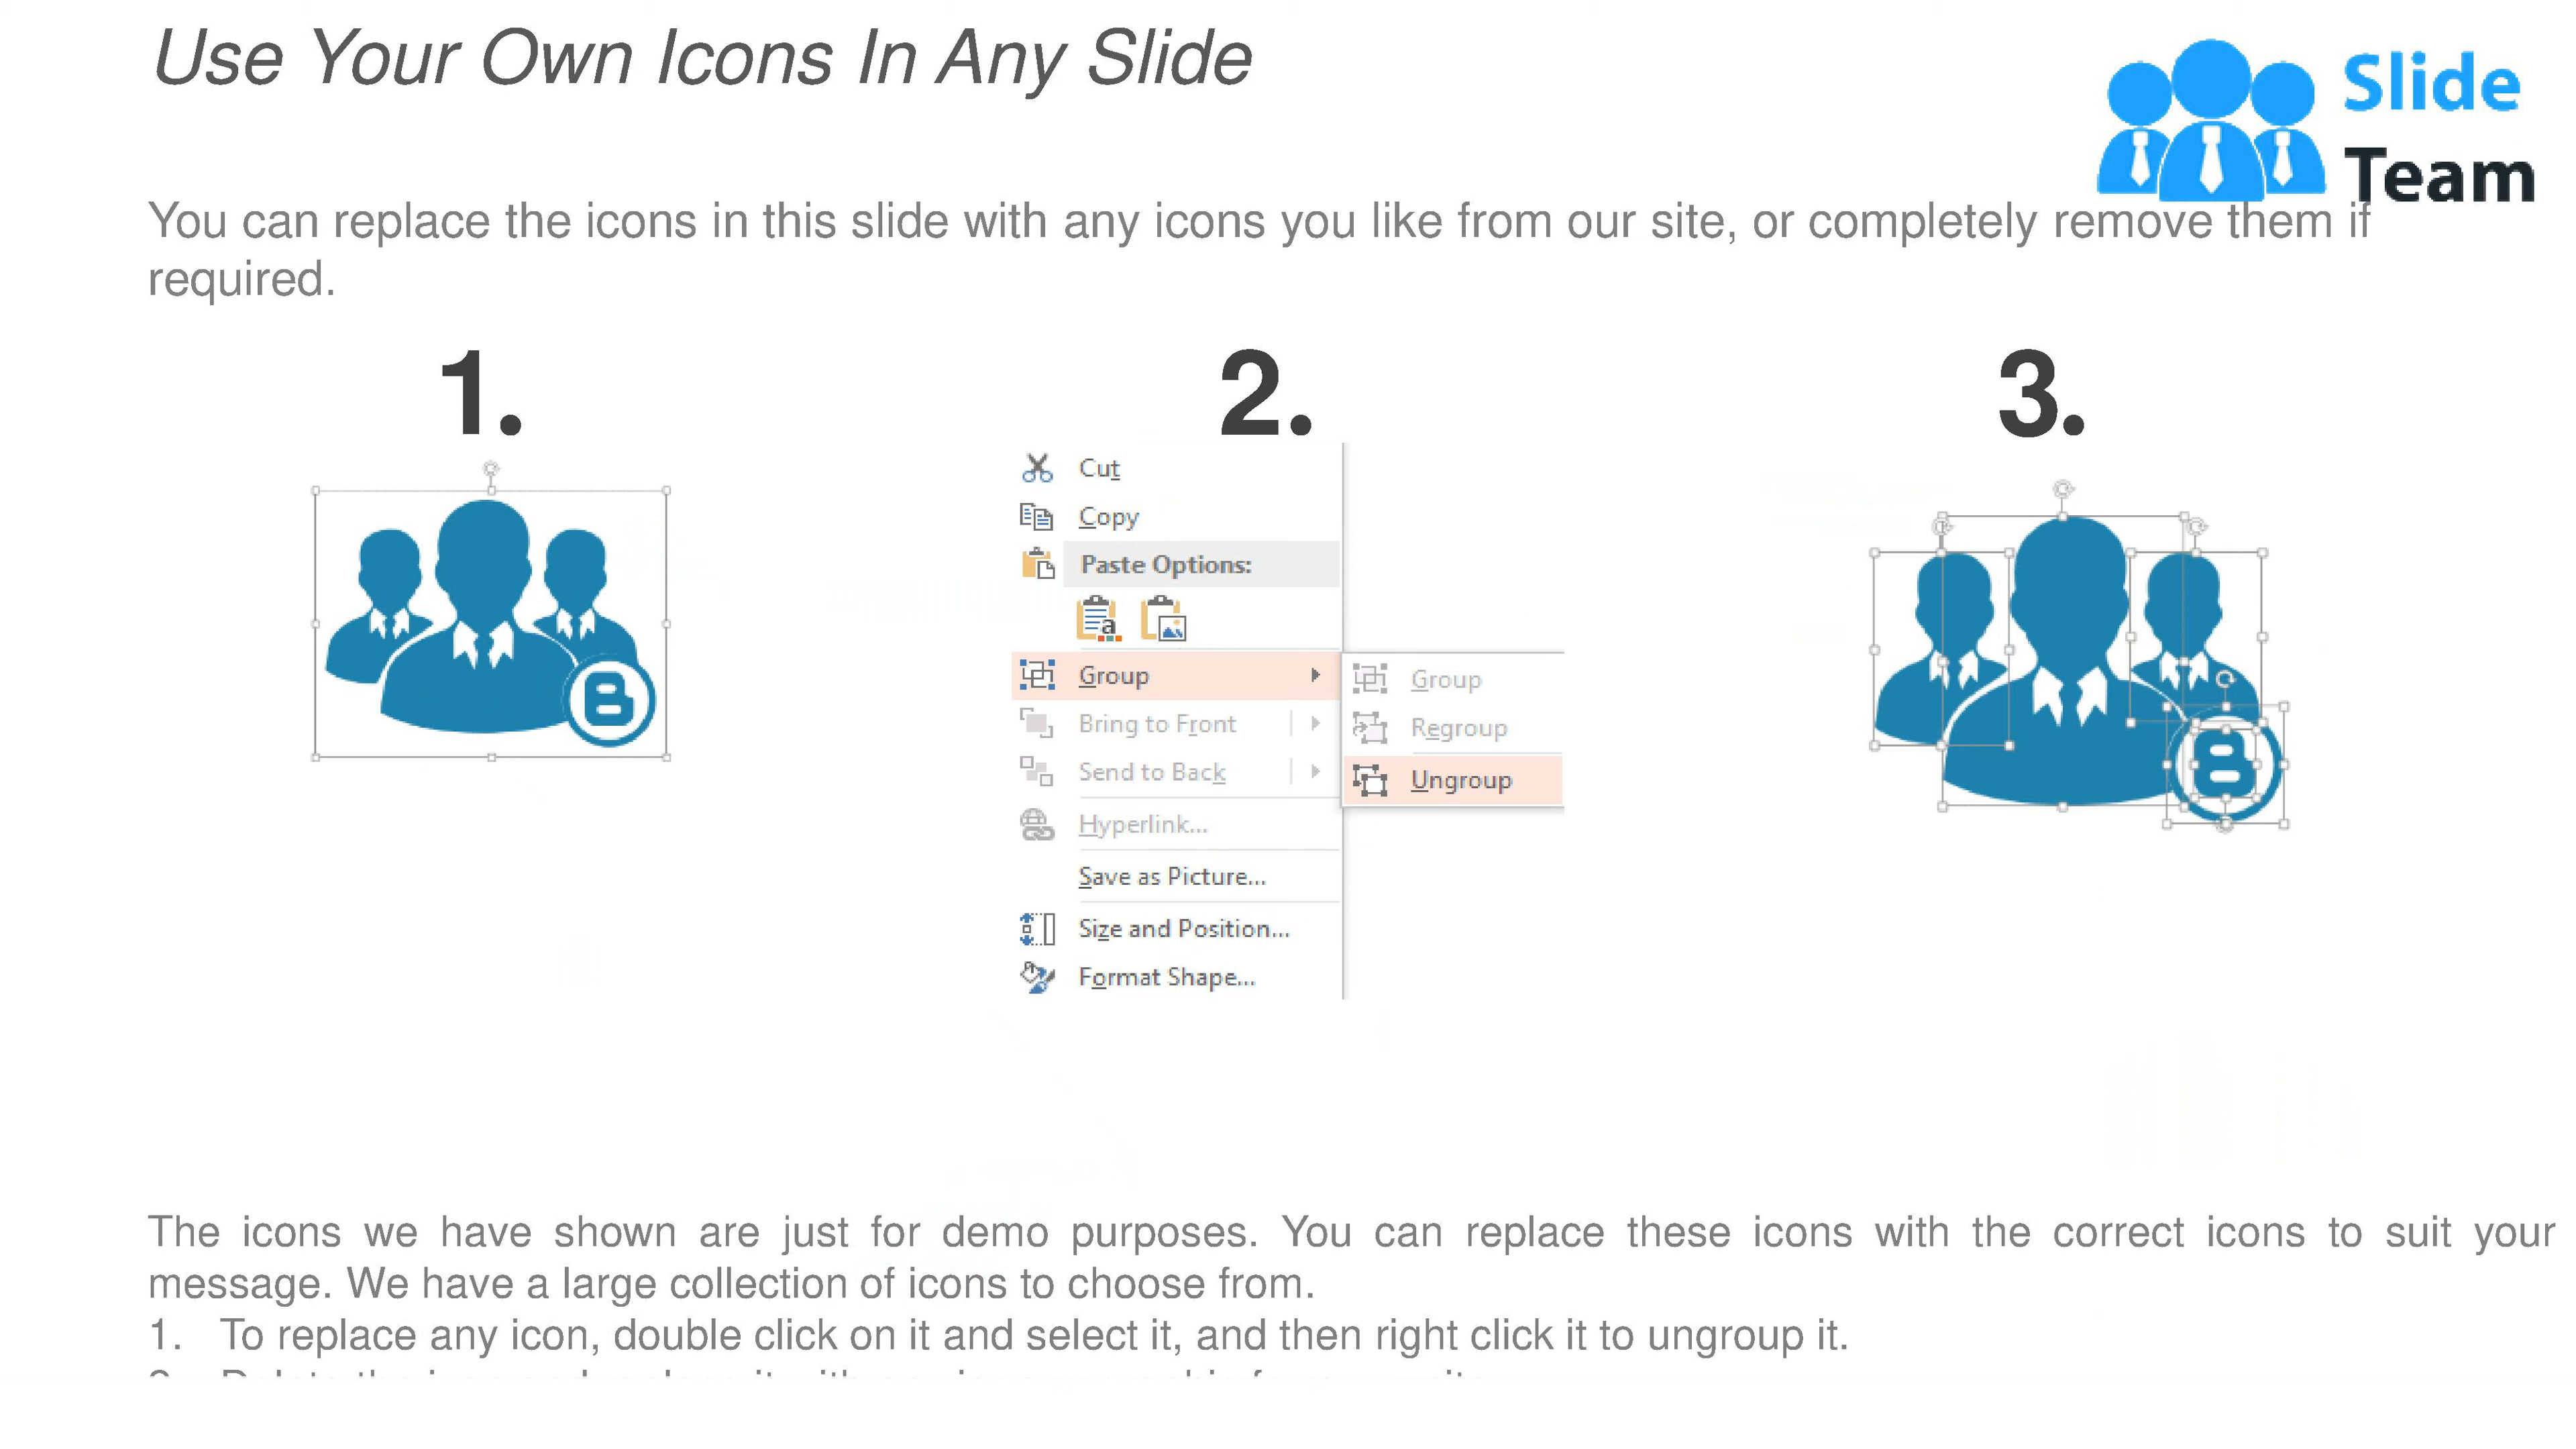 Use Your Own Icons In Any Slide
Slide
Team
You can replace the icons in this slide with any icons you like from our site, or completely remove them if
required.
1.
2.
3.
Cut
Copy
Paste Options:
Group
Bring to Front
Send to Back
Hyperlink...
Save as Picture...
Size and Position...
Format Shape...
Group
Regroup
Ungroup
The icons we have shown are just for demo purposes. You can replace these icons with the correct icons to suit your
message. We have a large collection of icons to choose from.
1. To replace any icon, double click on it and select it, and then right click it to ungroup it.